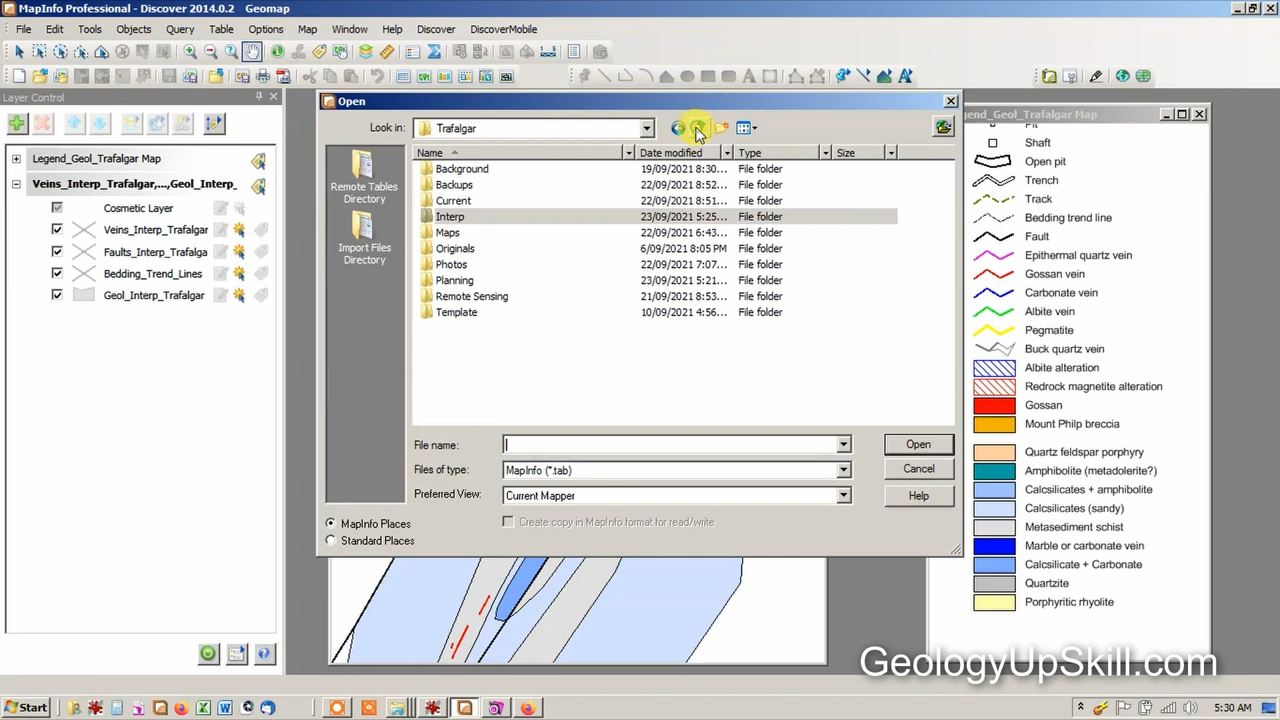 MapInfo Professional - Discover 2014.0.2   Geomap
File Edit Tools Objects Query Table Options Map Window Help Discover DiscoverMobile
Layer Control
Legend_Geol_Trafalgar Map
Veins_Interp_Trafalgar,...,Geol_Interp_
Cosmetic Layer
Veins_Interp_Trafalgar
Faults_Interp_Trafalga
Bedding_Trend_Lines
Geol_Interp_Trafalgar
Open
Look in: Trafalgar
Remote Tables
Directory
Import Files
Directory
Name Date modified Type Size
Background 19/09/2021 8:30... File folder
Backups 22/09/2021 8:52... File folder
Current 22/09/2021 8:51... File folder
Interp 23/09/2021 5:25... File folder
Maps 22/09/2021 6:43... File folder
Originals 6/09/2021 8:05 PM File folder
Photos 22/09/2021 7:07... File folder
Planning 23/09/2021 5:21... File folder
Remote Sensing 21/09/2021 8:53... File folder
Template 10/09/2021 4:56... File folder
File name: Open
Files of type: MapInfo (*.tab) Cancel
Preferred View: Current Mapper Help
MapInfo Places
Create copy in MapInfo format for read/write
Standard Places
end_Geol_Trafalgar Map
Pit
Shaft
Open pit
Trench
Track
Bedding trend line
Fault
Epithermal quartz vein
Gossan vein
Carbonate vein
Albite vein
Pegmatite
Buck quartz vein
Albite alteration
Redrock magnetite alteration
Gossan
Mount Philp breccia
Quartz feldspar porphyry
Amphibolite (metadolerite?)
Calcsilicates + amphibolite
Calcsilicates (sandy)
Metasediment schist
Marble or carbonate vein
Calcsilicate + Carbonate
Quartzite
Porphyritic rhyolite
GeologyUpSkill.com
Start
5:30 AM